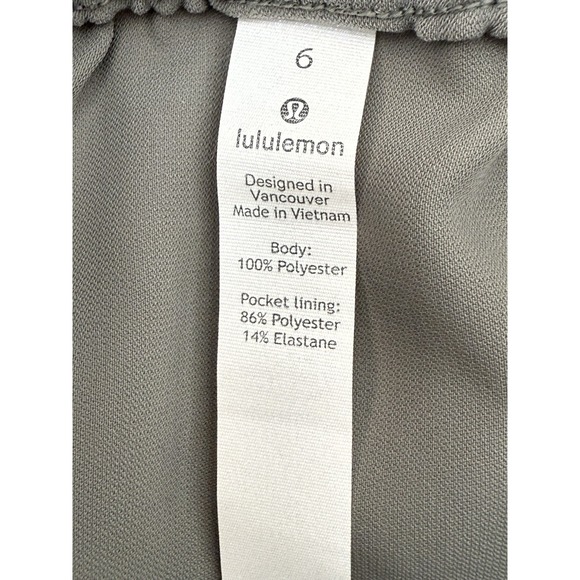 6
lululemon
Designed in
Vancouver
Made in Vietnam
Body:
100% Polyester
Pocket lining:
86% Polyester
14% Elastane